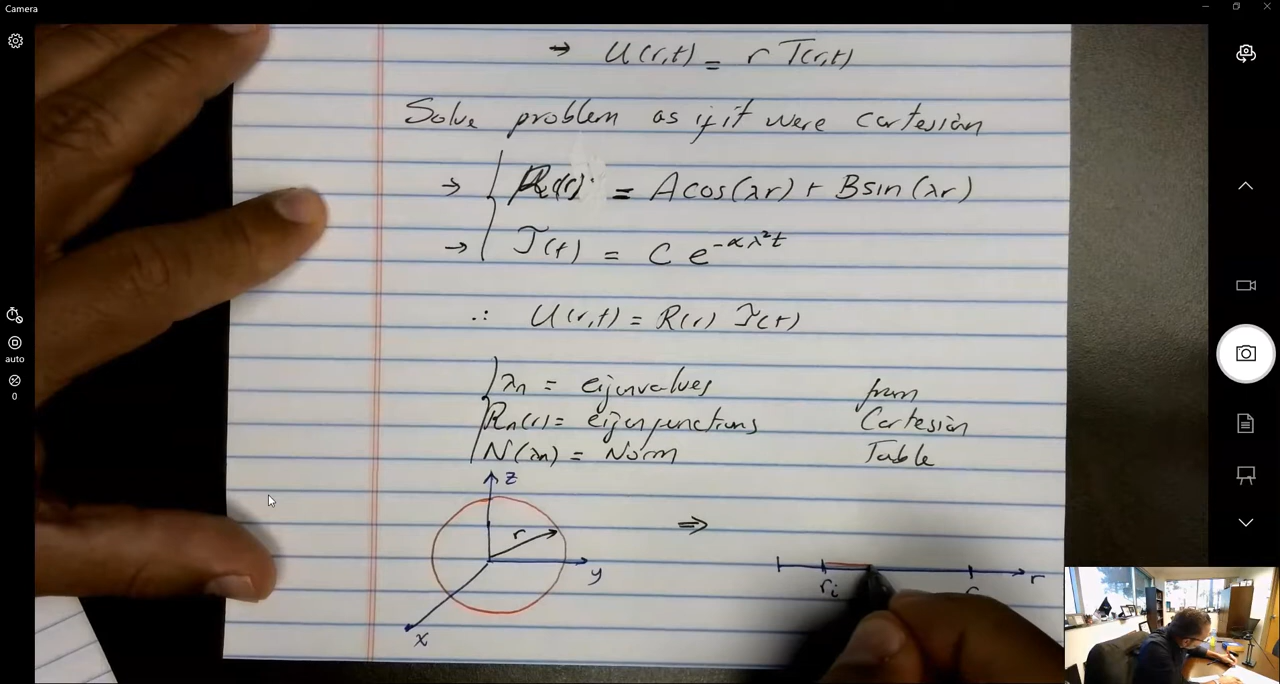 Camera
→ U(r,t) = r T(r,t)
Solve problem as if it were cartesian
→ R(r) = A cos(λr) + B sin(λr)
→ T(t) = C e^-αλ²t
∴ U(r,t) = R(r) T(t)
λn = eigenvalues from
Rn(r) = eigenfunctions Cartesian
N(λn) = Norm Table
z
r
⇒
y
r
ri
x
auto
0